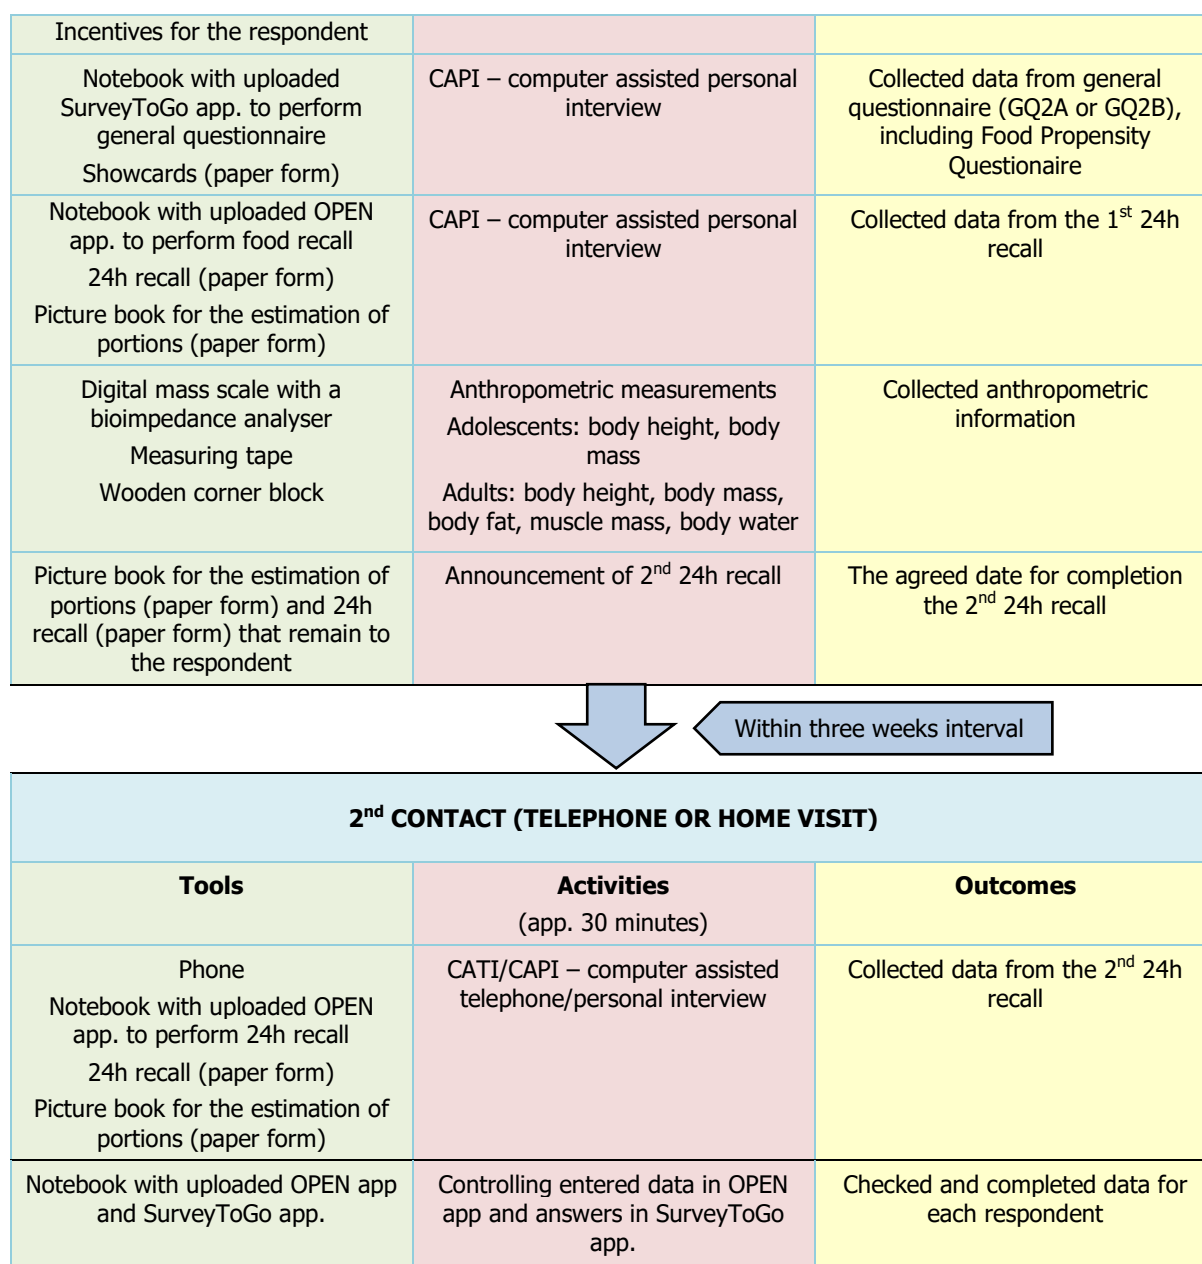 Incentives for the respondent
Notebook with uploaded
SurveyToGo app. to perform
general questionnaire
Showcards (paper form)
CAPI – computer assisted personal
interview
Collected data from general
questionnaire (GQ2A or GQ2B),
including Food Propensity
Questionaire
Notebook with uploaded OPEN
app. to perform food recall
24h recall (paper form)
Picture book for the estimation of
portions (paper form)
CAPI – computer assisted personal
interview
Collected data from the 1st 24h
recall
Digital mass scale with a
bioimpedance analyser
Measuring tape
Wooden corner block
Anthropometric measurements
Adolescents: body height, body
mass
Adults: body height, body mass,
body fat, muscle mass, body water
Collected anthropometric
information
Picture book for the estimation of
portions (paper form) and 24h
recall (paper form) that remain to
the respondent
Announcement of 2nd 24h recall
The agreed date for completion
the 2nd 24h recall
Within three weeks interval
2nd CONTACT (TELEPHONE OR HOME VISIT)
Tools
Activities
(app. 30 minutes)
Outcomes
Phone
Notebook with uploaded OPEN
app. to perform 24h recall
24h recall (paper form)
Picture book for the estimation of
portions (paper form)
CATI/CAPI – computer assisted
telephone/personal interview
Collected data from the 2nd 24h
recall
Notebook with uploaded OPEN app
and SurveyToGo app.
Controlling entered data in OPEN
app and answers in SurveyToGo
app.
Checked and completed data for
each respondent